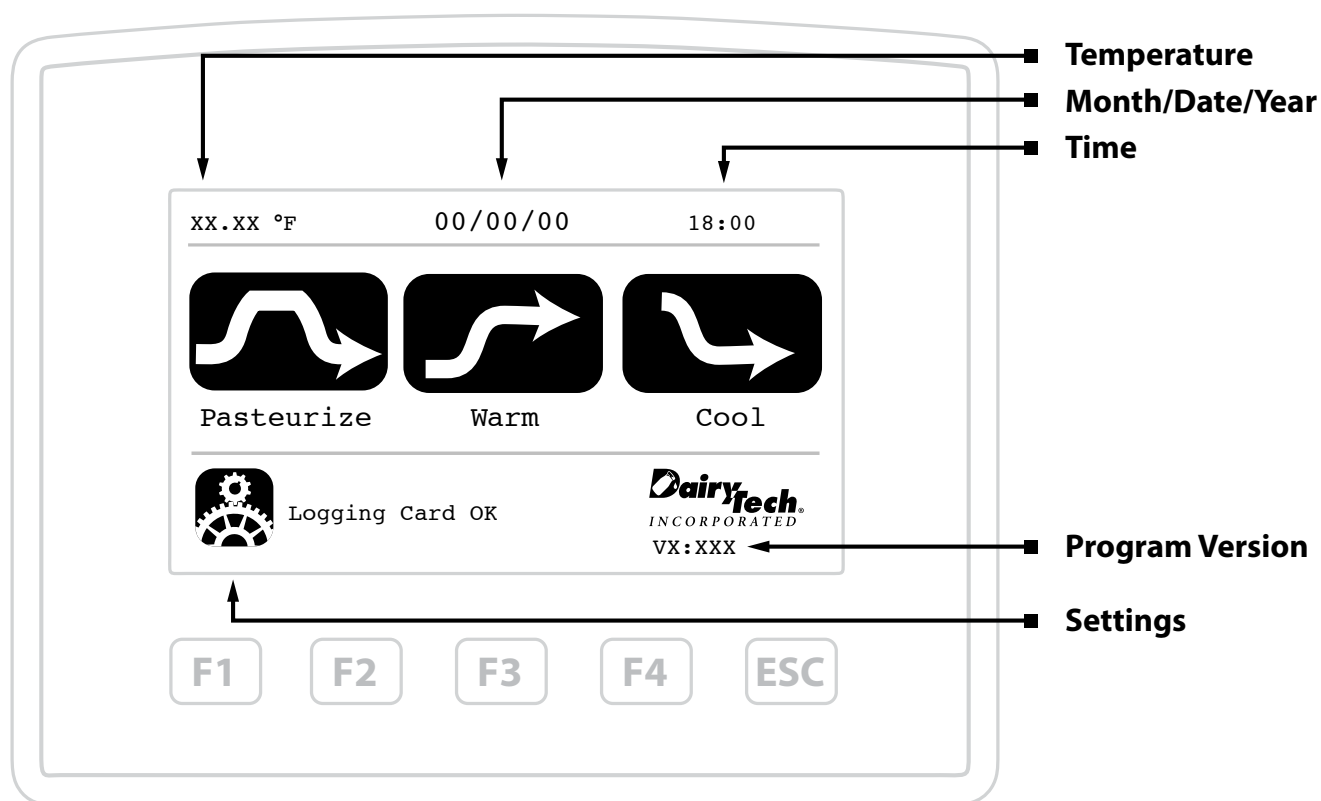 Temperature
Month/Date/Year
Time
XX.XX °F 00/00/00 18:00
Pasteurize Warm Cool
Logging Card OK
DairyTech
INCORPORATED
VX:XXX
Program Version
Settings
F1 F2 F3 F4 ESC